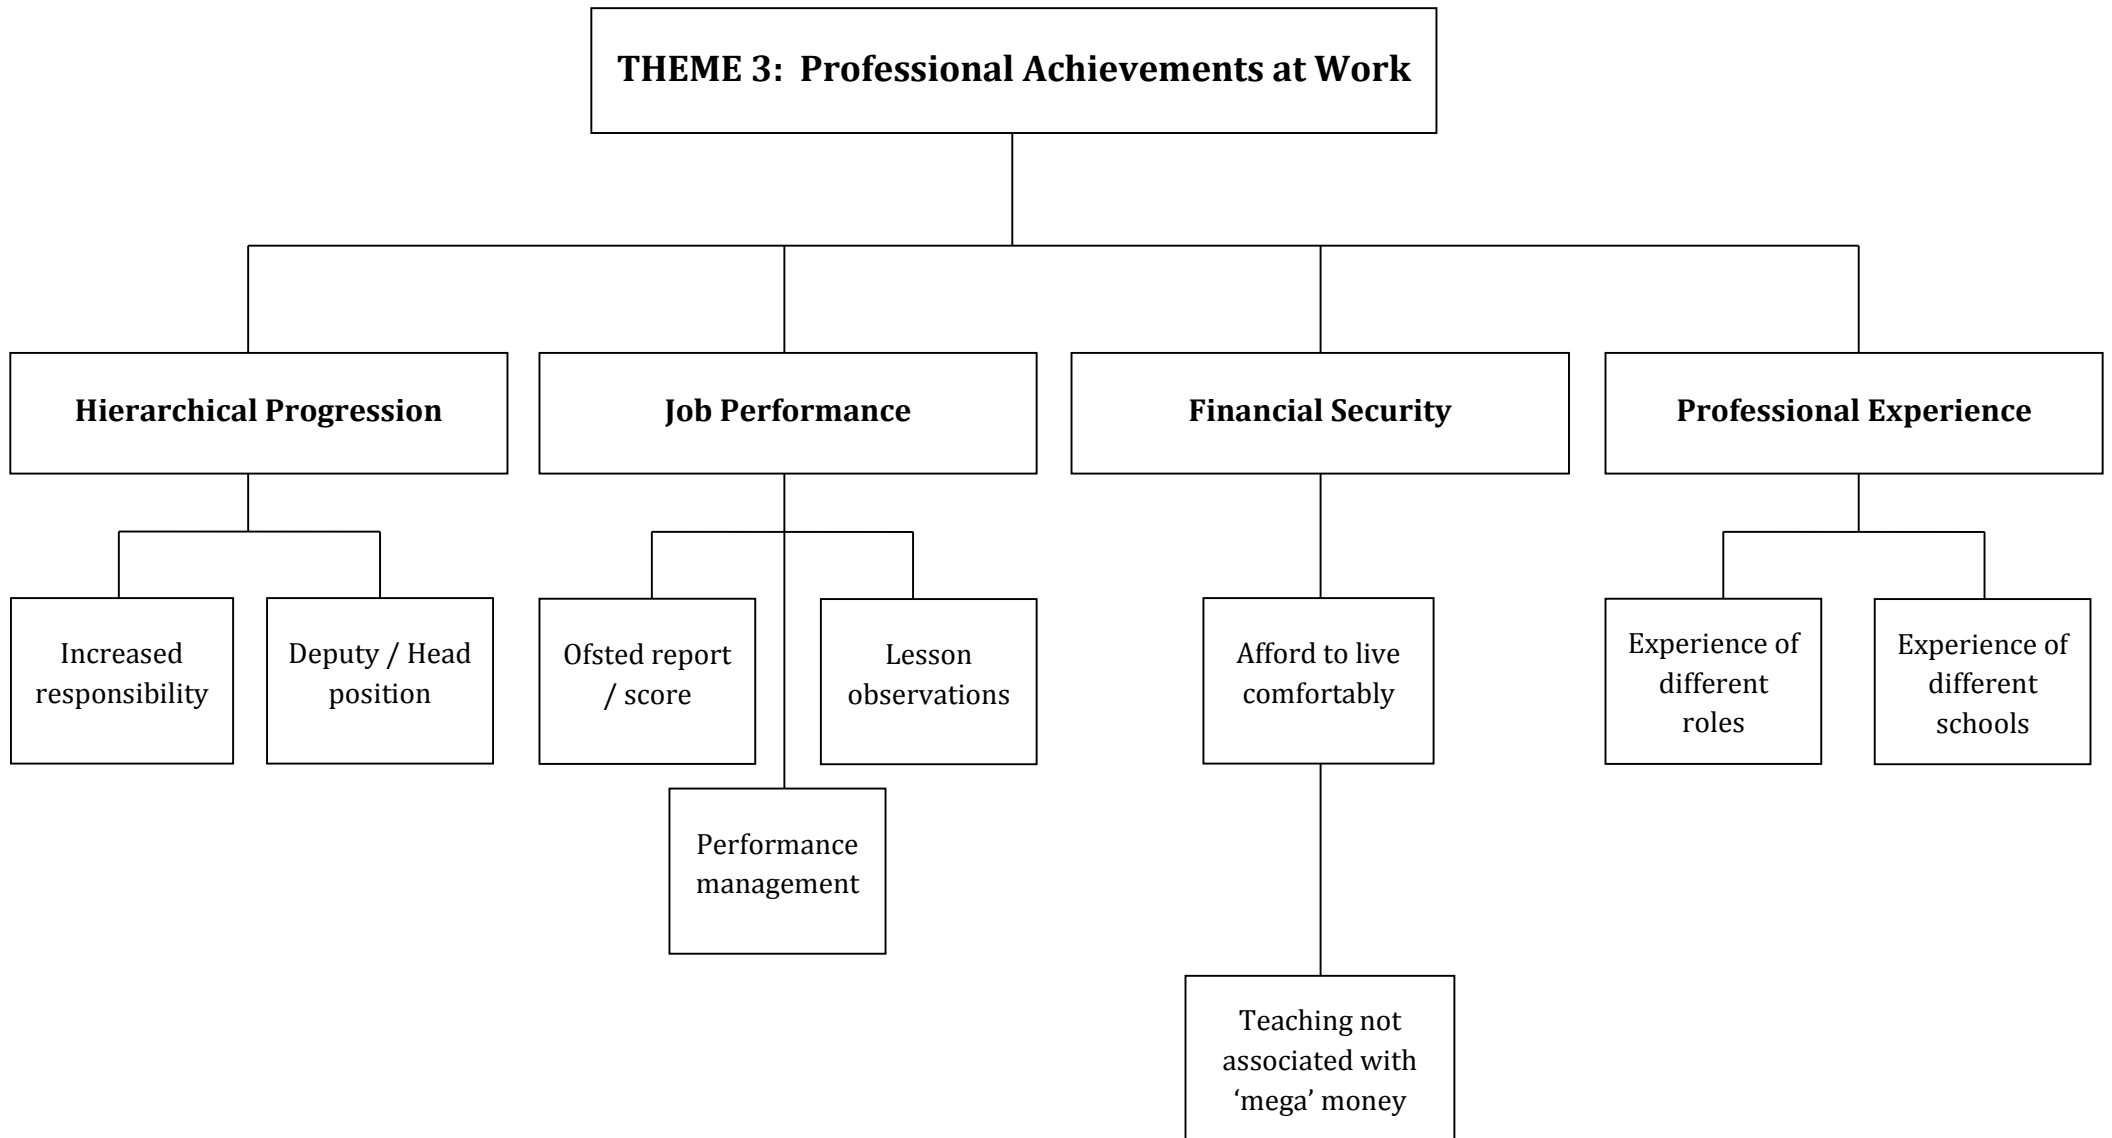 THEME 3: Professional Achievements at Work
Hierarchical Progression
Job Performance
Financial Security
Professional Experience
Increased
responsibility
Deputy / Head
position
Ofsted report
/ score
Lesson
observations
Performance
management
Afford to live
comfortably
Teaching not
associated with
‘mega’ money
Experience of
different
roles
Experience of
different
schools